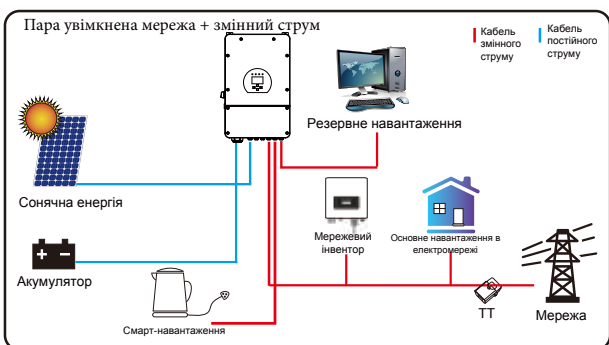 Пара увімкнена мережа + змінний струм
Кабель
змінного
струму
Кабель
постійного
струму
Резервне навантаження
Сонячна енергія
Мережевий
інвентор
Основне навантаження в
електромережі
Акумулятор
Смарт-навантаження
ТТ
Мережа